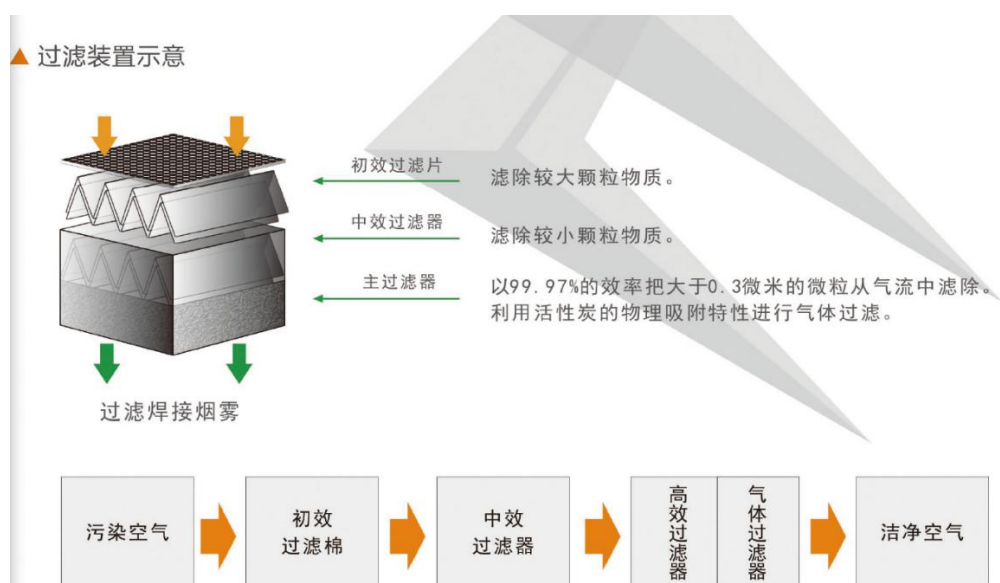 过滤装置示意
初效过滤片
滤除较大颗粒物质。
中效过滤器
滤除较小颗粒物质。
主过滤器
以99.97%的效率把大于0.3微米的微粒从气流中滤除。
利用活性炭的物理吸附特性进行气体过滤。
过滤焊接烟雾
污染空气
初效
过滤棉
中效
过滤器
高效过滤器
气体过滤器
洁净空气